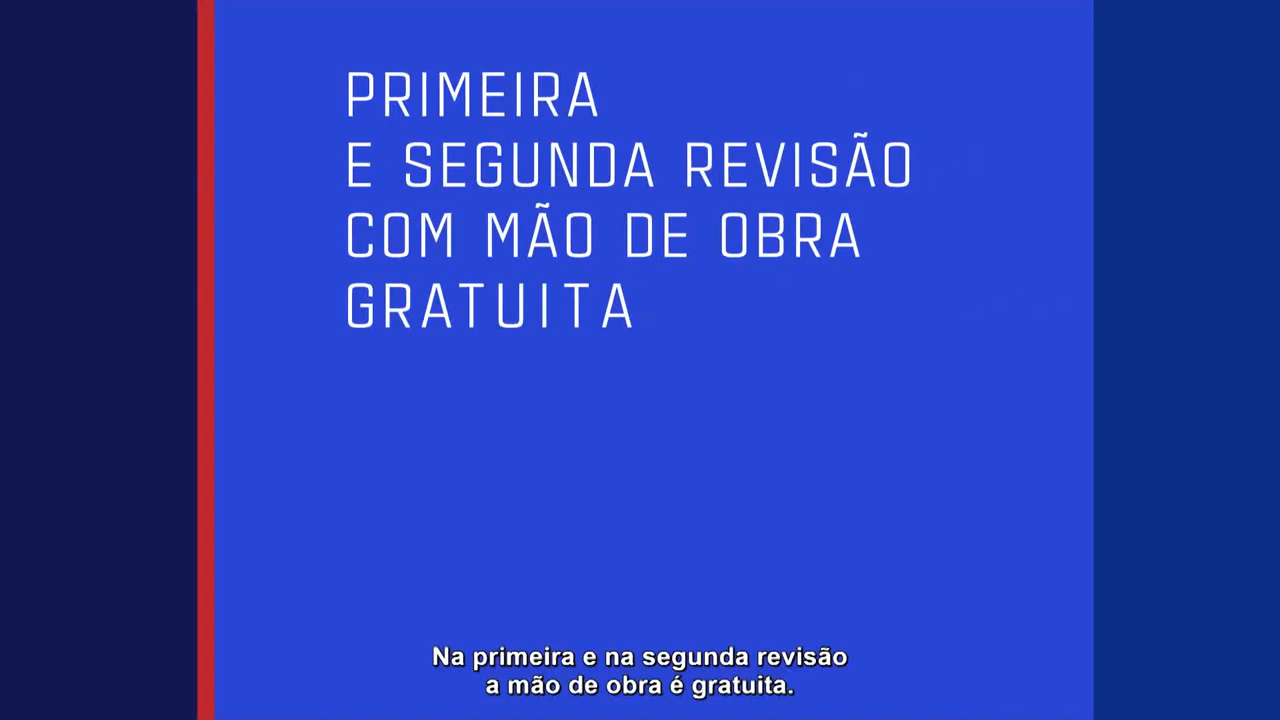 PRIMEIRA
E SEGUNDA REVISÃO
COM MÃO DE OBRA
GRATUITA
Na primeira e na segunda revisão
a mão de obra é gratuita.